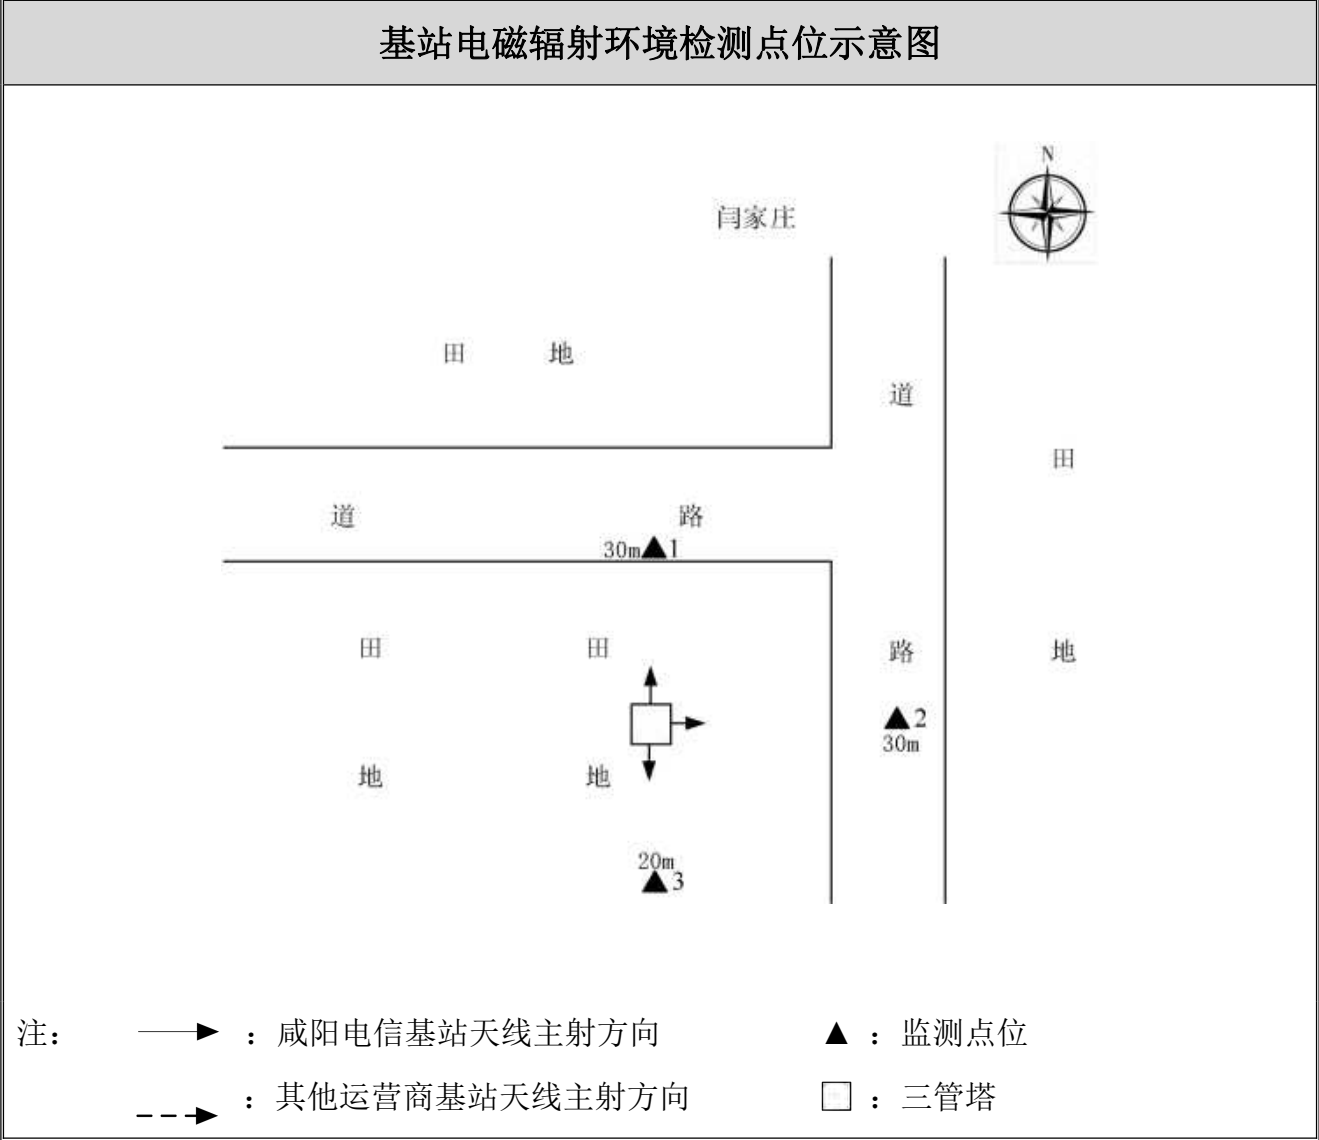 基站电磁辐射环境检测点位示意图
N
闫家庄
田 地
道
田
道 路
30m▲1
田 田 路 地
▲2
30m
地 地
20m
▲3
注： ：咸阳电信基站天线主射方向 ▲：监测点位
：其他运营商基站天线主射方向 □：三管塔